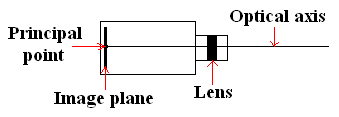 Optical axis
Principal
point
Image plane
Lens